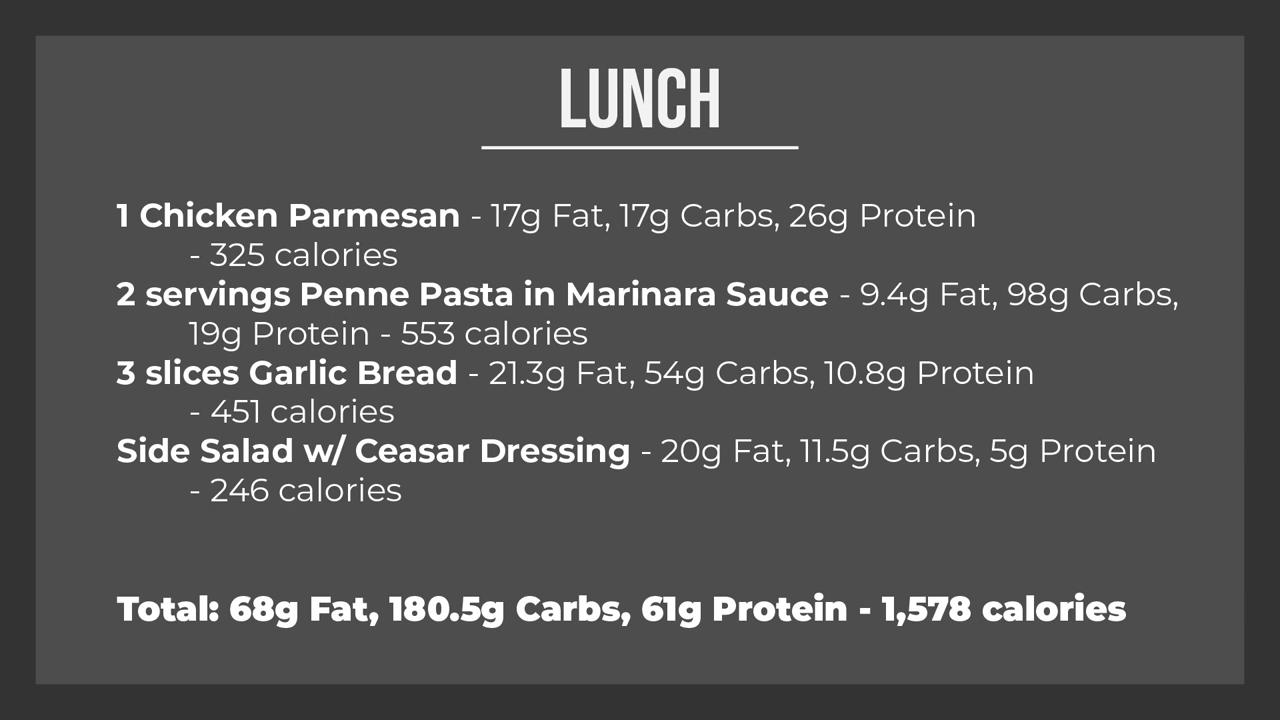 LUNCH
1 Chicken Parmesan - 17g Fat, 17g Carbs, 26g Protein
- 325 calories
2 servings Penne Pasta in Marinara Sauce - 9.4g Fat, 98g Carbs,
19g Protein - 553 calories
3 slices Garlic Bread - 21.3g Fat, 54g Carbs, 10.8g Protein
- 451 calories
Side Salad w/ Ceasar Dressing - 20g Fat, 11.5g Carbs, 5g Protein
- 246 calories
Total: 68g Fat, 180.5g Carbs, 61g Protein - 1,578 calories